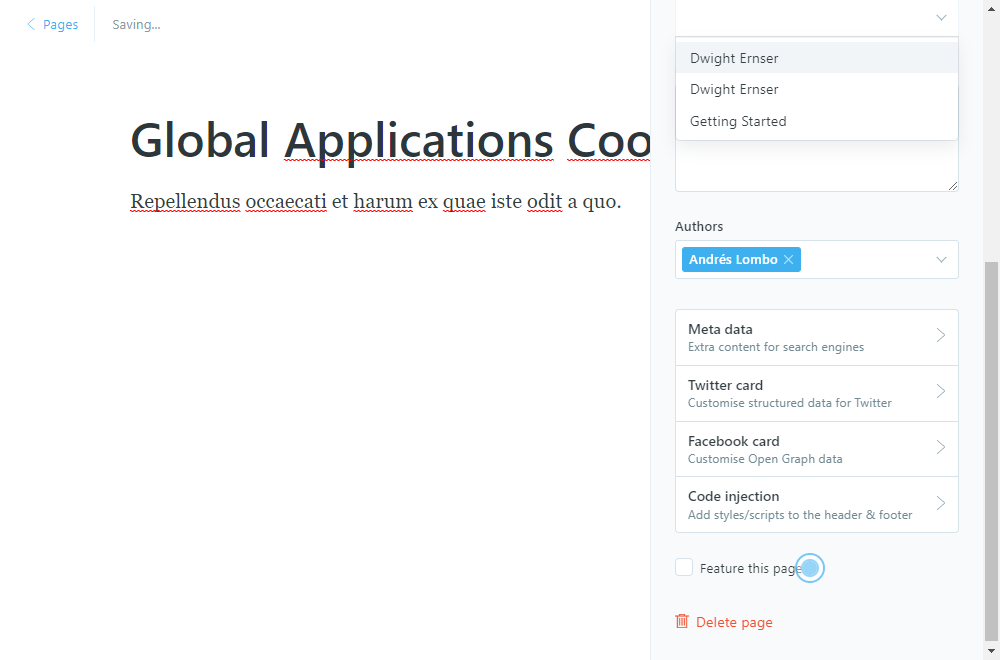 Pages
Saving...
Global Applications Coo
Repellendus occaecati et harum ex quae iste odit a quo.
Dwight Ernser
Dwight Ernser
Getting Started
Authors
Andrés Lombo
Meta data
Extra content for search engines
Twitter card
Customise structured data for Twitter
Facebook card
Customise Open Graph data
Code injection
Add styles/scripts to the header & footer
Feature this page
Delete page